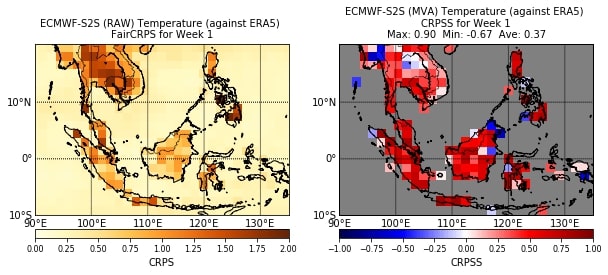 ECMWF-S2S (RAW) Temperature (against ERA5)
FairCRPS for Week 1
10°N
0°
10°S
90°E 100°E 110°E 120°E 130°E
0.00 0.25 0.50 0.75 1.00 1.25 1.50 1.75 2.00
CRPS
ECMWF-S2S (MVA) Temperature (against ERA5)
CRPSS for Week 1
Max: 0.90 Min: -0.67 Ave: 0.37
10°N
0°
10°S
90°E 100°E 110°E 120°E 130°E
−1.00 −0.75 −0.50 −0.25 0.00 0.25 0.50 0.75 1.00
CRPSS